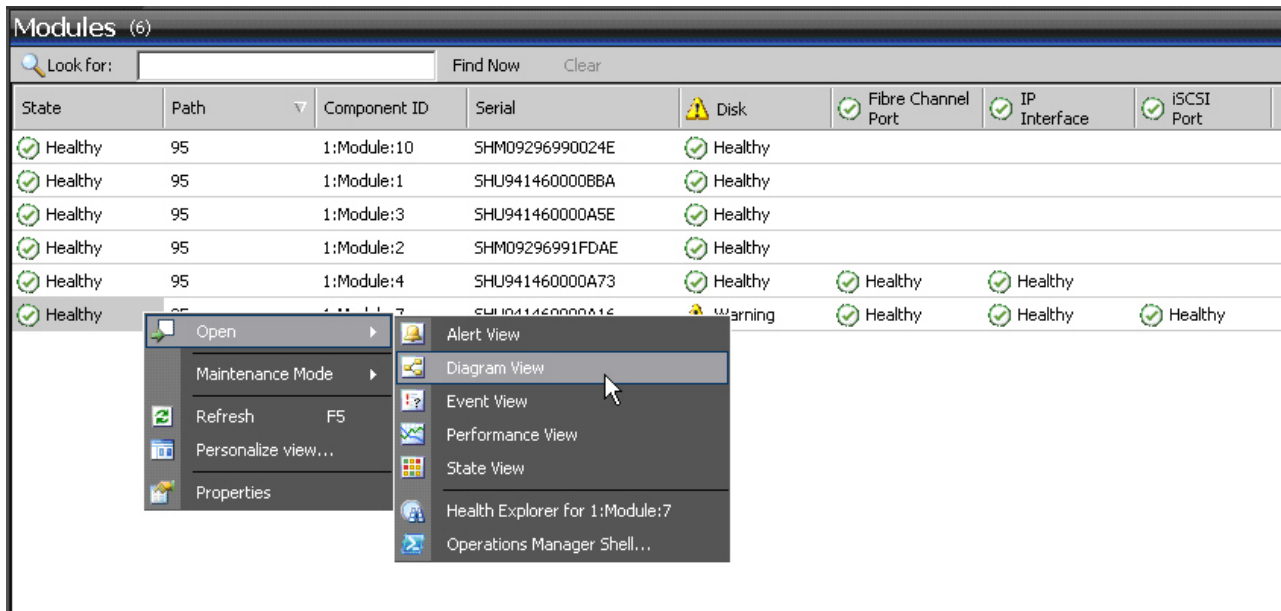 Modules (6)
Look for: Find Now Clear
State Path Component ID Serial Disk Fibre Channel Port IP Interface iSCSI Port
Healthy 95 1:Module:10 SHM09296990024E Healthy
Healthy 95 1:Module:1 SHU941460000BBA Healthy
Healthy 95 1:Module:3 SHU941460000A5E Healthy
Healthy 95 1:Module:2 SHM09296991FDAE Healthy
Healthy 95 1:Module:4 SHU941460000A73 Healthy Healthy Healthy
Healthy Warning Healthy Healthy Healthy
Open
Maintenance Mode
Refresh F5
Personalize view...
Properties
Alert View
Diagram View
Event View
Performance View
State View
Health Explorer for 1:Module:7
Operations Manager Shell...